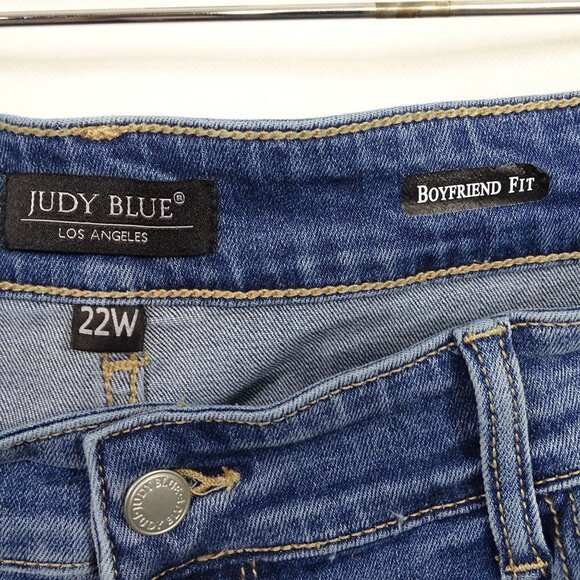 JUDY BLUE®
LOS ANGELES
BOYFRIEND FIT
22W
JUDY BLUE
JUDY BLUE